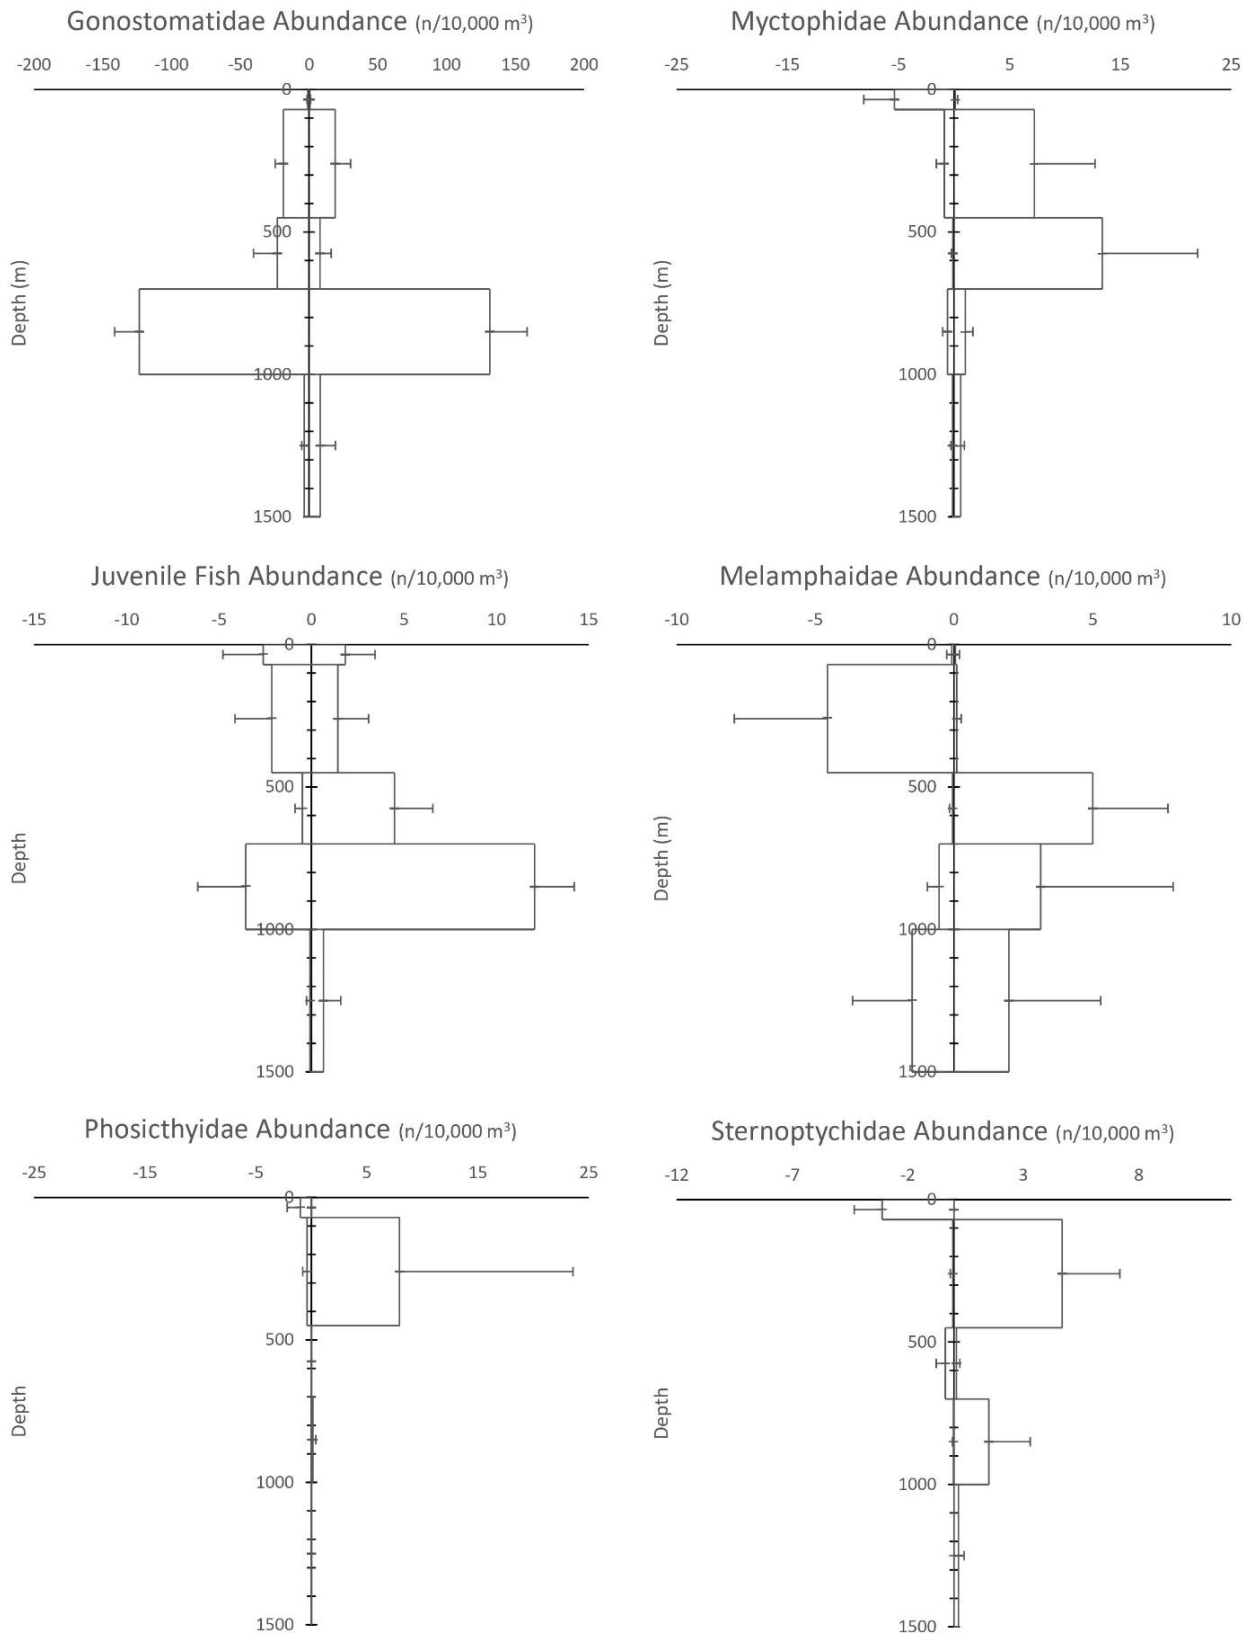 Gonostomatidae Abundance (n/10,000 m³)
-200 -150 -100 -50 0 50 100 150 200
0
500
1000
1500
Depth (m)
Myctophidae Abundance (n/10,000 m³)
-25 -15 -5 5 15 25
0
500
1000
1500
Depth (m)
Juvenile Fish Abundance (n/10,000 m³)
-15 -10 -5 0 5 10 15
0
500
1000
1500
Depth
Melamphaidae Abundance (n/10,000 m³)
-10 -5 0 5 10
0
500
1000
1500
Depth (m)
Phosicthyidae Abundance (n/10,000 m³)
-25 -15 -5 5 15 25
0
500
1000
1500
Depth
Sternoptychidae Abundance (n/10,000 m³)
-12 -7 -2 3 8
0
500
1000
1500
Depth